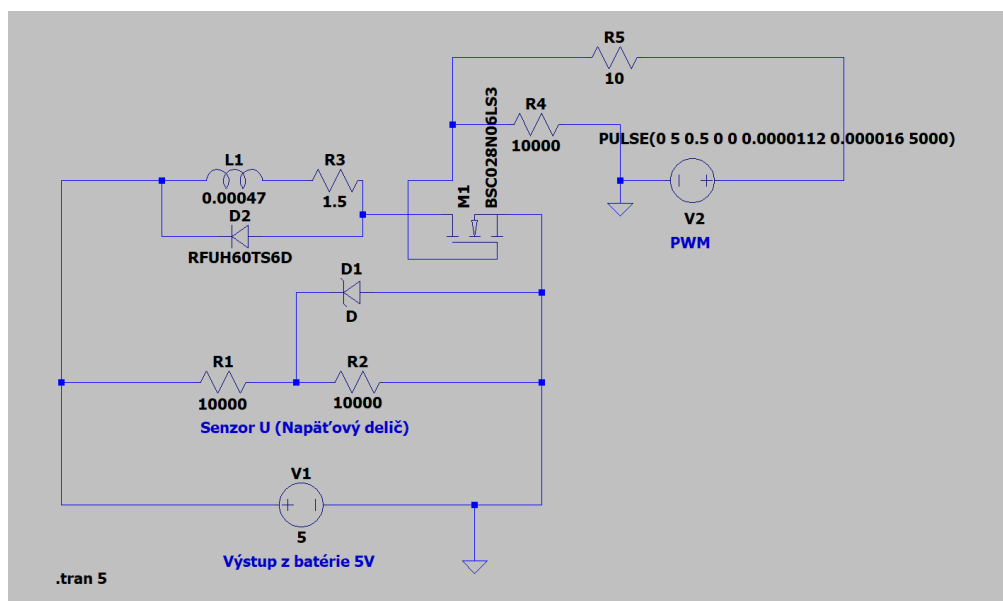 R5
10
R4
10000
PULSE(0 5 0.5 0 0 0.0000112 0.000016 5000)
V2
PWM
L1
0.00047
R3
1.5
D2
RFUH60TS6D
M1
BSC028N06LS3
D1
D
R1
10000
R2
10000
Senzor U (Napäťový delič)
V1
5
Výstup z batérie 5V
.tran 5